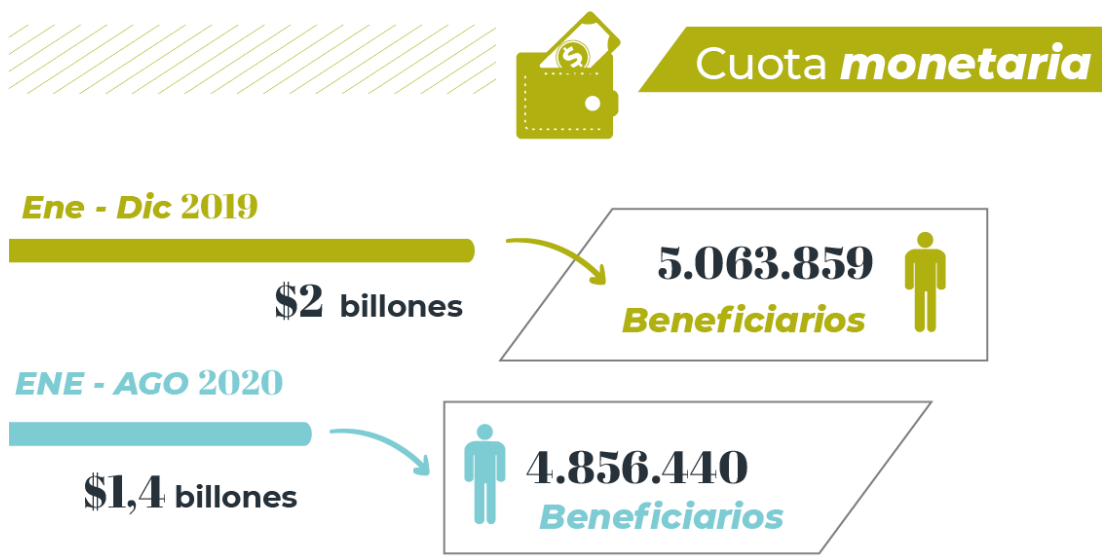 Cuota monetaria
Ene - Dic 2019
$2 billones
5.063.859
Beneficiarios
ENE - AGO 2020
$1,4 billones
4.856.440
Beneficiarios